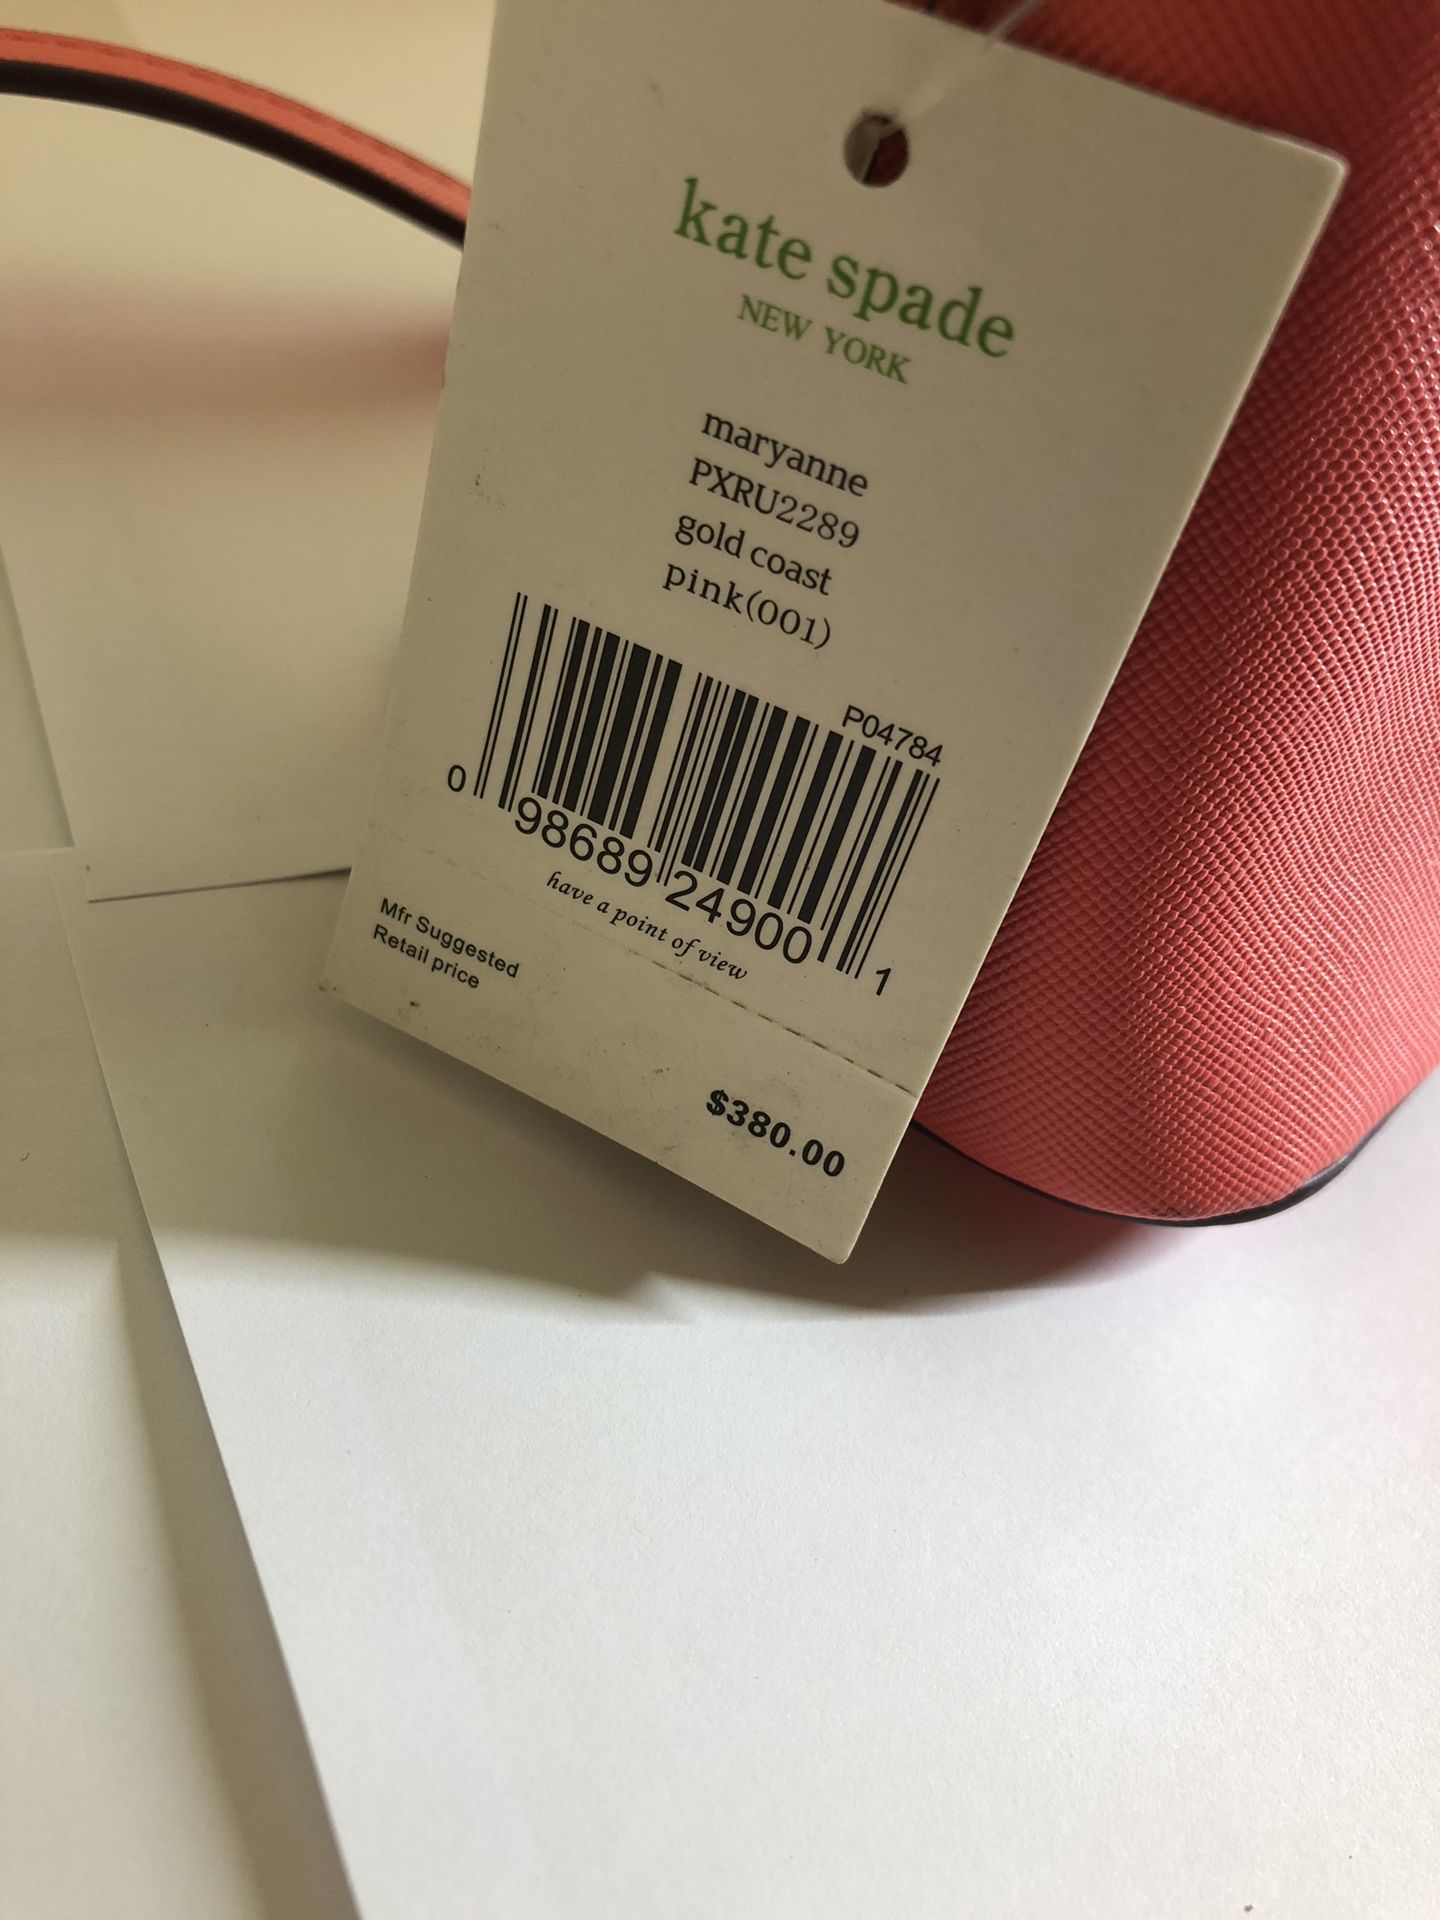 kate spade
NEW YORK
maryanne
PXRU2289
gold coast
pink(001)
P04784
0 98689 24900 1
have a point of view
Mfr Suggested
Retail price
$380.00